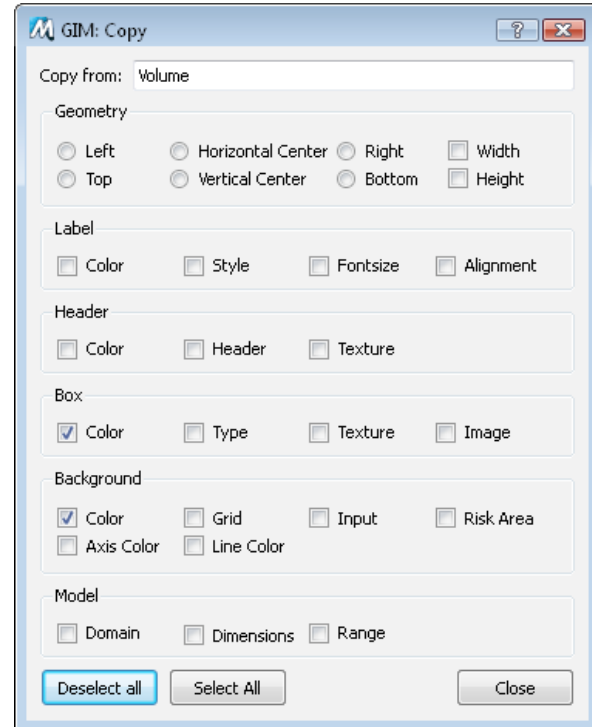 GIM: Copy
Copy from: Volume
Geometry
Left Horizontal Center Right Width
Top Vertical Center Bottom Height
Label
Color Style Fontsize Alignment
Header
Color Header Texture
Box
Color Type Texture Image
Background
Color Grid Input Risk Area
Axis Color Line Color
Model
Domain Dimensions Range
Deselect all Select All Close